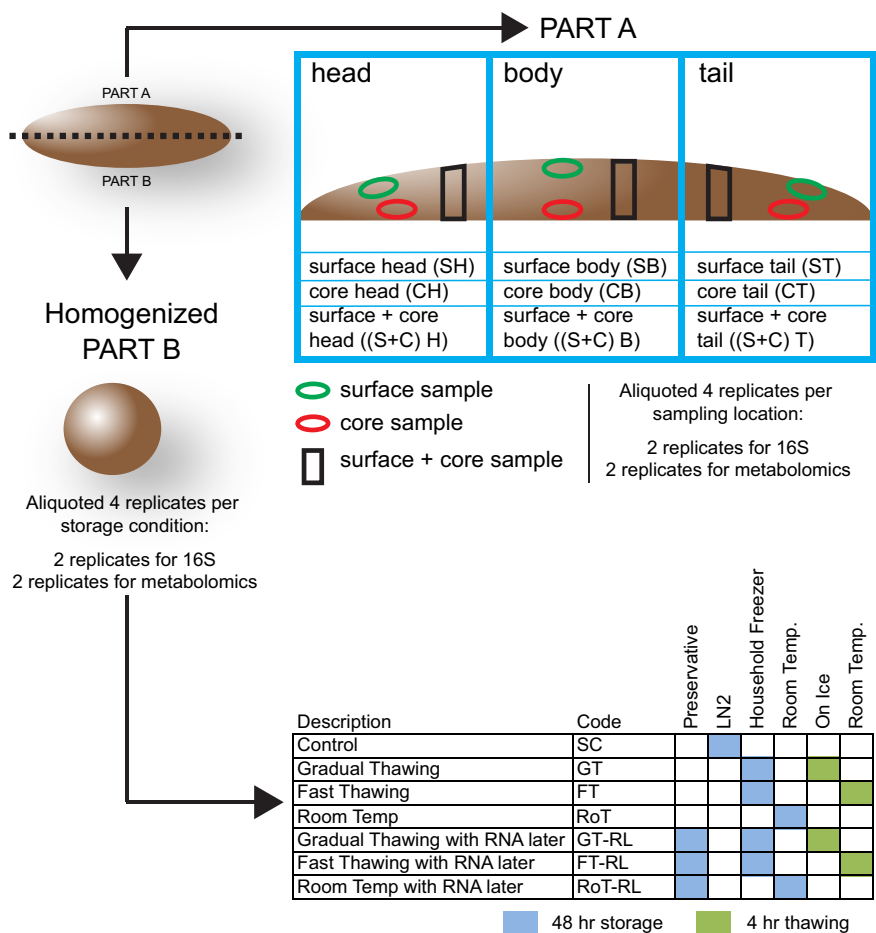 PART A
PART A
PART B
head
body
tail
surface head (SH)
surface body (SB)
surface tail (ST)
core head (CH)
core body (CB)
core tail (CT)
surface + core
head ((S+C) H)
surface + core
body ((S+C) B)
surface + core
tail ((S+C) T)
surface sample
core sample
surface + core sample
Aliquoted 4 replicates per
sampling location:
2 replicates for 16S
2 replicates for metabolomics
Homogenized
PART B
Aliquoted 4 replicates per
storage condition:
2 replicates for 16S
2 replicates for metabolomics
Description
Code
Preservative
LN2
Household Freezer
Room Temp.
On Ice
Room Temp.
Control SC
Gradual Thawing GT
Fast Thawing FT
Room Temp RoT
Gradual Thawing with RNA later GT-RL
Fast Thawing with RNA later FT-RL
Room Temp with RNA later RoT-RL
48 hr storage
4 hr thawing